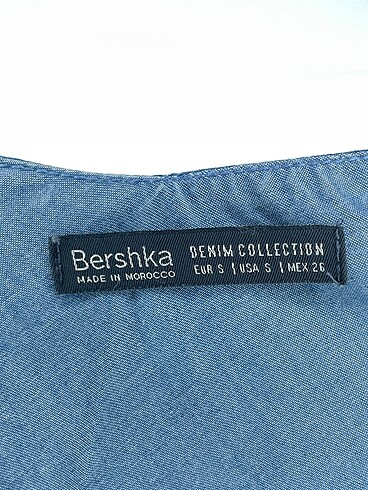 Bershka
MADE IN MOROCCO
DENIM COLLECTION
EUR S | USA S | MEX 26